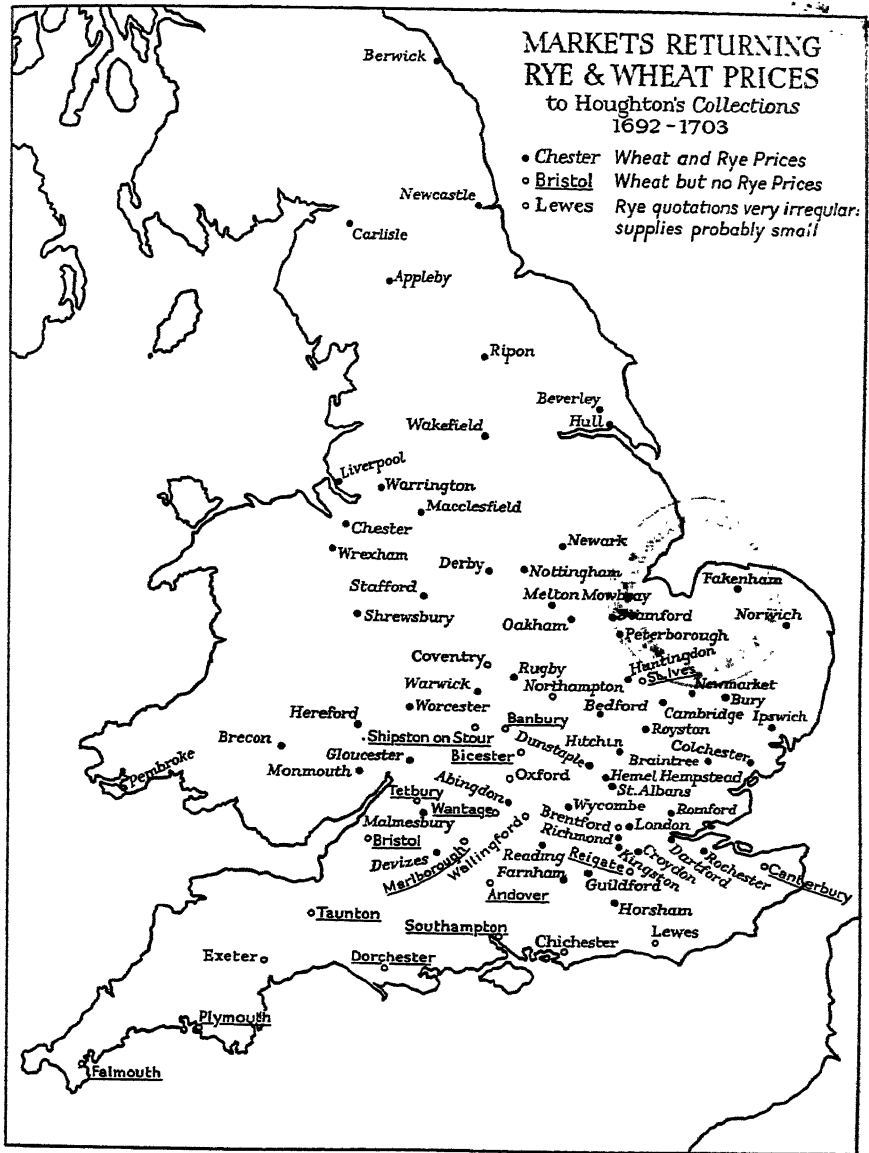 MARKETS RETURNING
RYE & WHEAT PRICES
to Houghton's Collections
1692-1703
Chester Wheat and Rye Prices
Bristol Wheat but no Rye Prices
Lewes Rye quotations very irregular:
supplies probably small
Berwick
Newcastle
Carlisle
Appleby
Ripon
Beverley
Hull
Wakefield
Liverpool
Warrington
Macclesfield
Chester
Wrexham
Newark
Derby
Nottingham
Fakenham
Stafford
Melton Mowbray
Shrewsbury
Stamford
Norwich
Oakham
Peterborough
Coventry
Rugby
Huntingdon
St. Ives
Warwick
Northampton
Newmarket
Bury
Worcester
Bedford
Cambridge
Hereford
Banbury
Ipswich
Shipston on Stour
Royston
Brecon
Dunstaple
Hitchin
Colchester
Gloucester
Bicester
Braintree
Pembroke
Monmouth
Oxford
Hemel Hempstead
St. Albans
Tetbury
Abingdon
Wantage
Wycombe
Romford
Malmesbury
Wallingford
Brentford
London
Bristol
Richmond
Devizes
Marlborough
Reading
Reigate
Kingston
Croydon
Dartford
Rochester
Canterbury
Farnham
Guildford
Andover
Horsham
Taunton
Southampton
Lewes
Chichester
Exeter
Dorchester
Plymouth
Falmouth